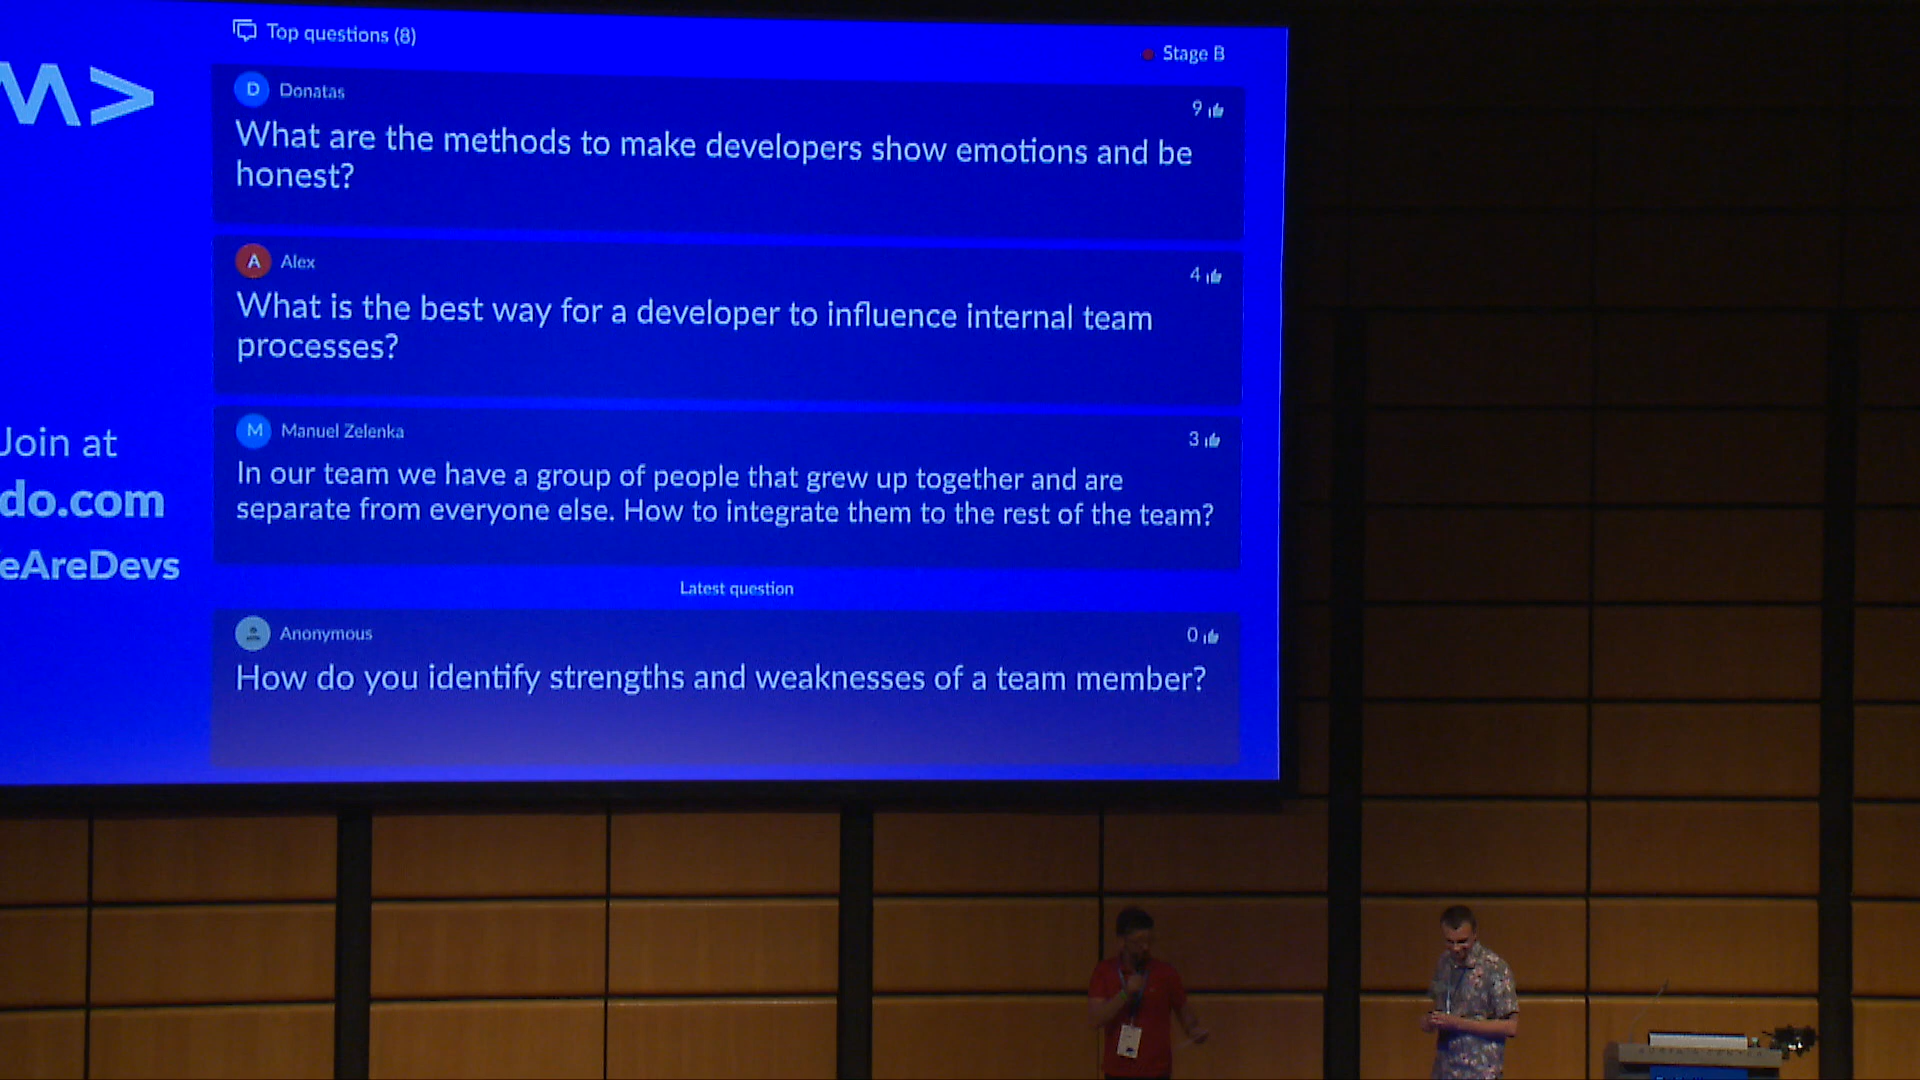 Top questions (8)
Stage B
D Donatas
9
What are the methods to make developers show emotions and be
honest?
A Alex
4
What is the best way for a developer to influence internal team
processes?
M Manuel Zelenka
3
In our team we have a group of people that grew up together and are
separate from everyone else. How to integrate them to the rest of the team?
Latest question
Anonymous
0
How do you identify strengths and weaknesses of a team member?
Join at
do.com
eAreDevs